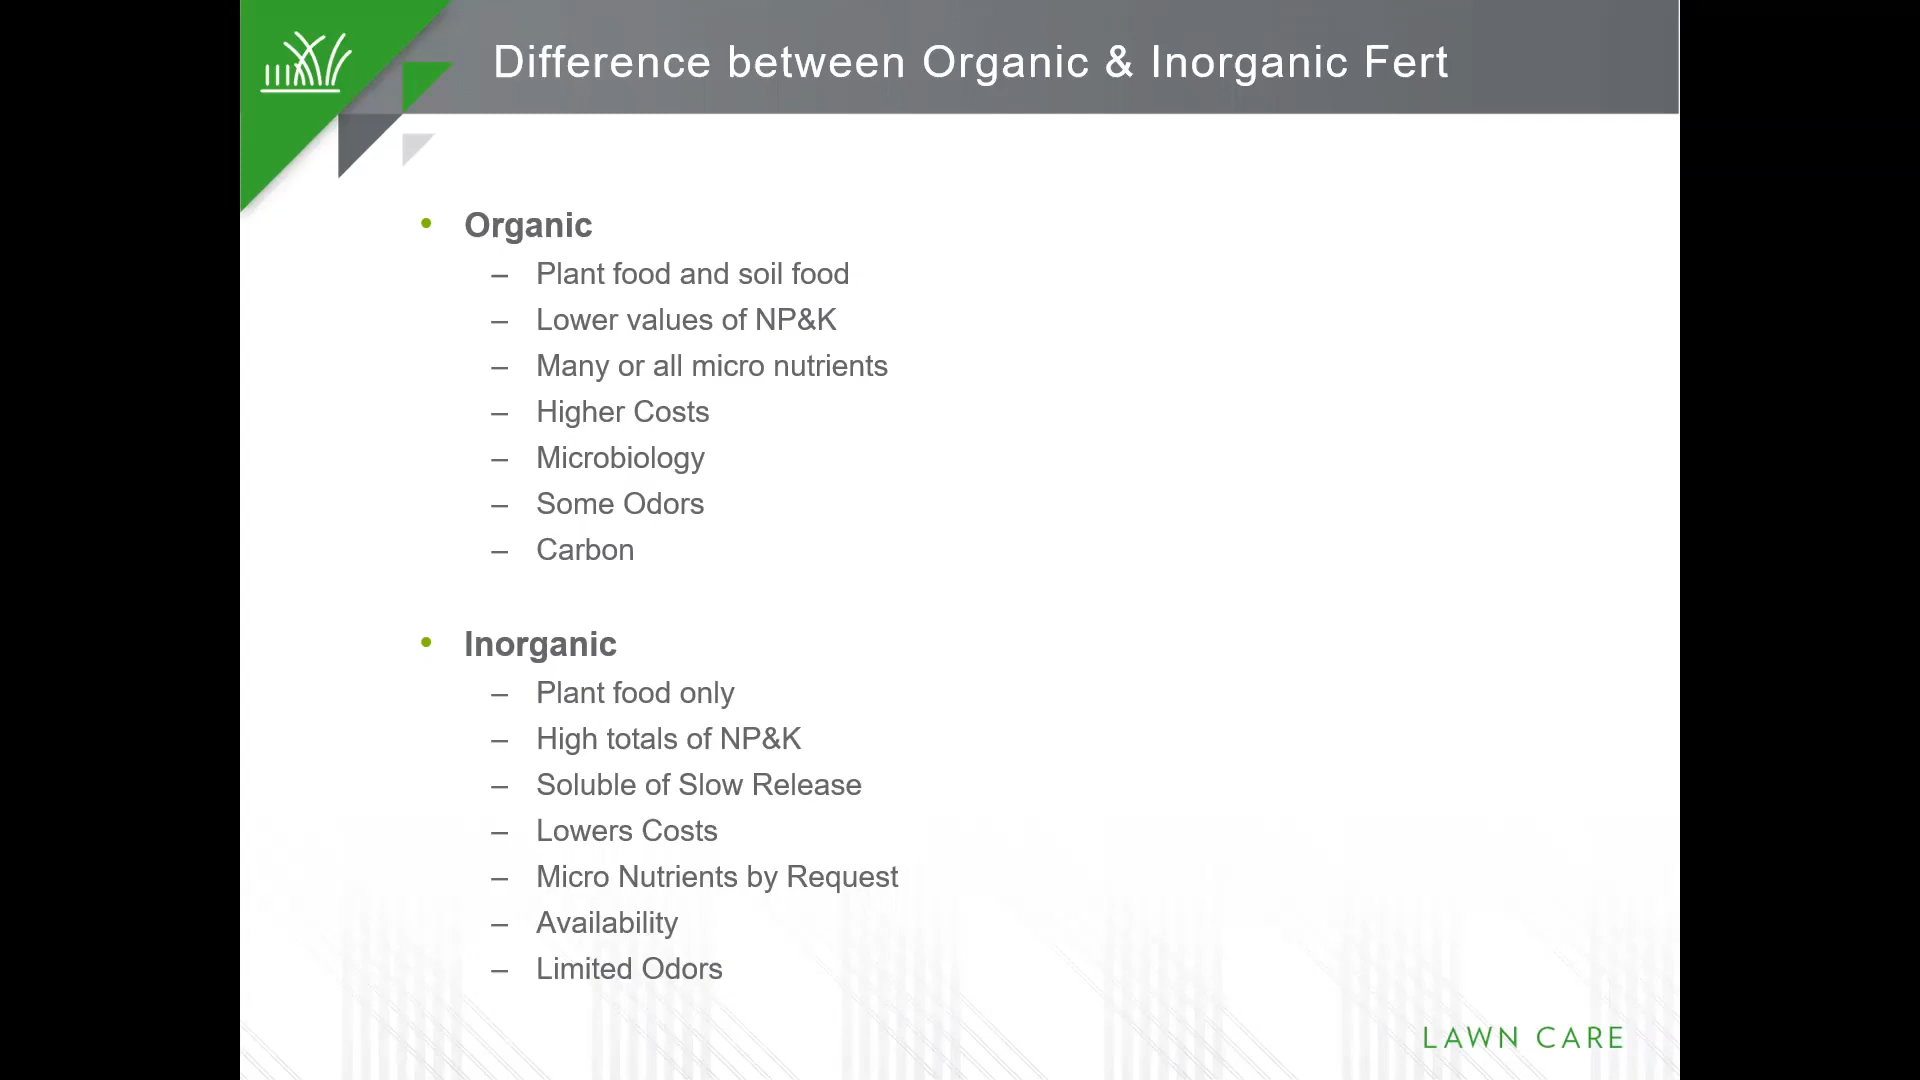 Difference between Organic & Inorganic Fert
• Organic
– Plant food and soil food
– Lower values of NP&K
– Many or all micro nutrients
– Higher Costs
– Microbiology
– Some Odors
– Carbon
• Inorganic
– Plant food only
– High totals of NP&K
– Soluble of Slow Release
– Lowers Costs
– Micro Nutrients by Request
– Availability
– Limited Odors
LAWN CARE